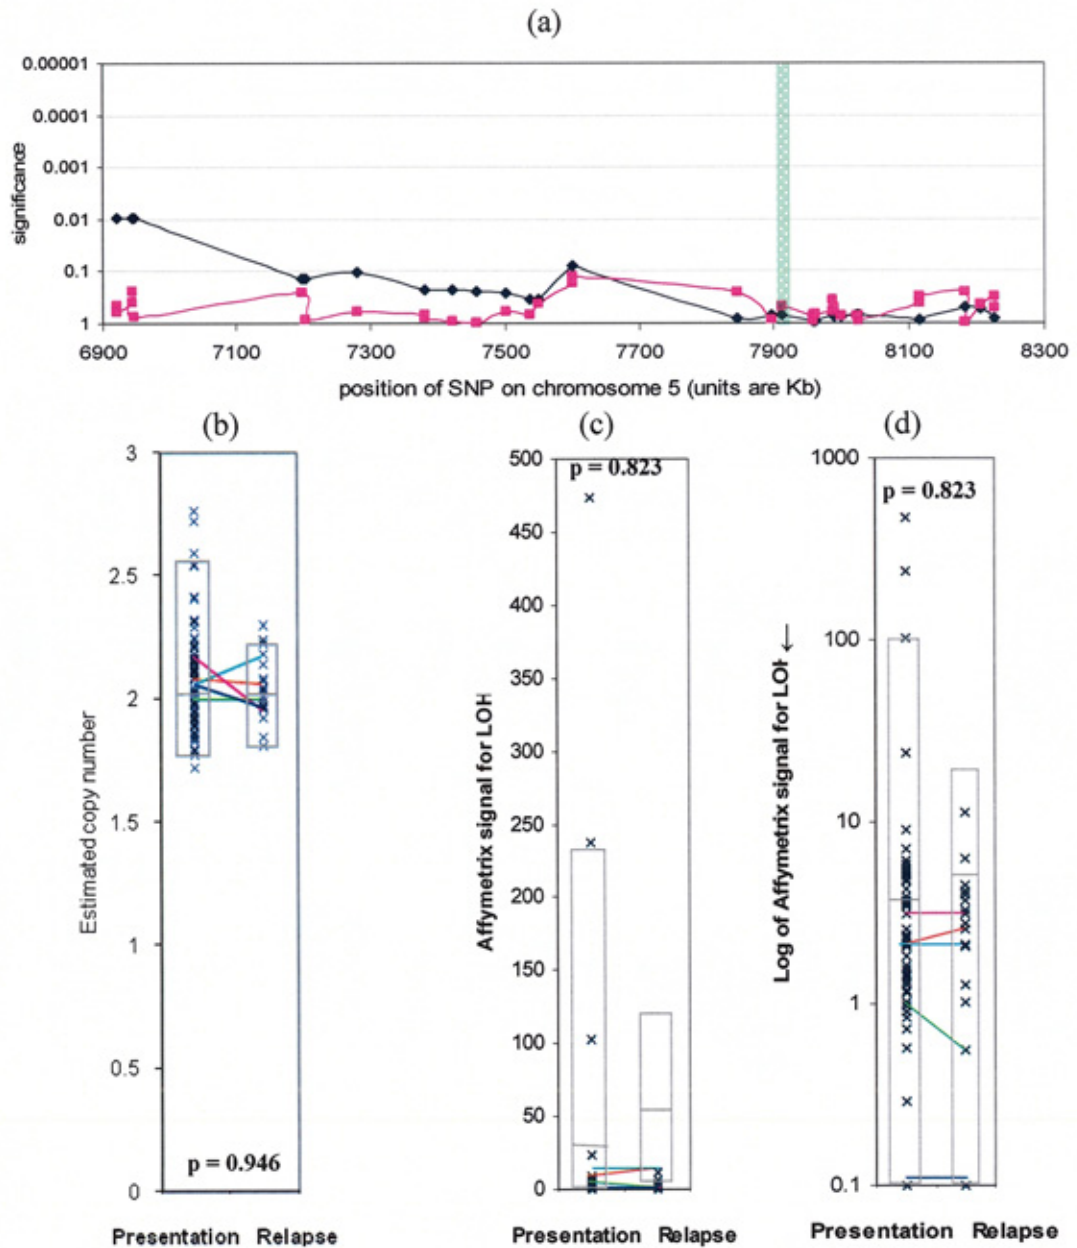 (a)
0.00001
0.0001
0.001
0.01
0.1
1
significance
6900 7100 7300 7500 7700 7900 8100 8300
position of SNP on chromosome 5 (units are Kb)
(b)
3
2.5
2
1.5
1
0.5
0
Estimated copy number
p = 0.946
Presentation Relapse
(c)
500
450
400
350
300
250
200
150
100
50
0
Affymetrix signal for LOH
p = 0.823
Presentation Relapse
(d)
1000
100
10
1
0.1
Log of Affymetrix signal for LOH ←
p = 0.823
Presentation Relapse